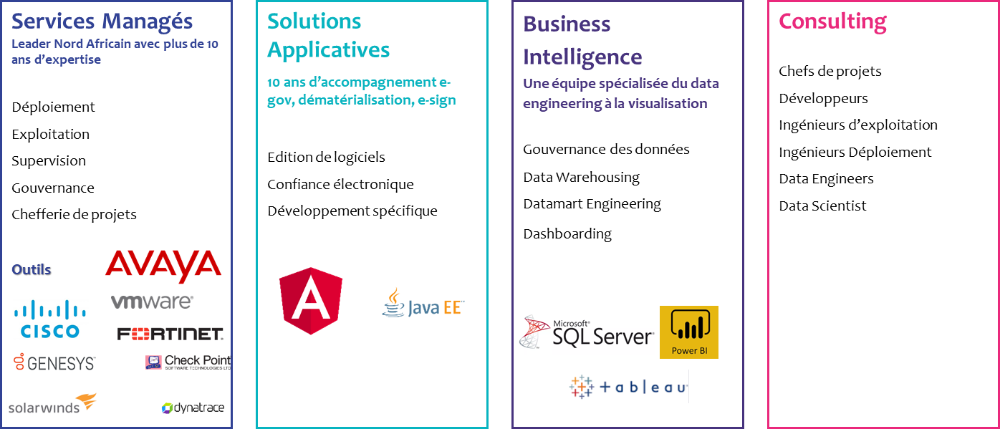 Services Managés
Leader Nord Africain avec plus de 10
ans d’expertise
Déploiement
Exploitation
Supervision
Gouvernance
Chefferie de projets
Outils
AVAYA
vmware®
CISCO
FORTINET.
GENESYS™
Check Point
SOFTWARE TECHNOLOGIES LTD
solarwinds
dynatrace
Solutions
Applicatives
10 ans d’accompagnement e-
gov, dématérialisation, e-sign
Edition de logiciels
Confiance électronique
Développement spécifique
A
Java EE™
Business
Intelligence
Une équipe spécialisée du data
engineering à la visualisation
Gouvernance des données
Data Warehousing
Datamart Engineering
Dashboarding
Microsoft®
SQL Server®
Power BI
tableau
Consulting
Chefs de projets
Développeurs
Ingénieurs d’exploitation
Ingénieurs Déploiement
Data Engineers
Data Scientist